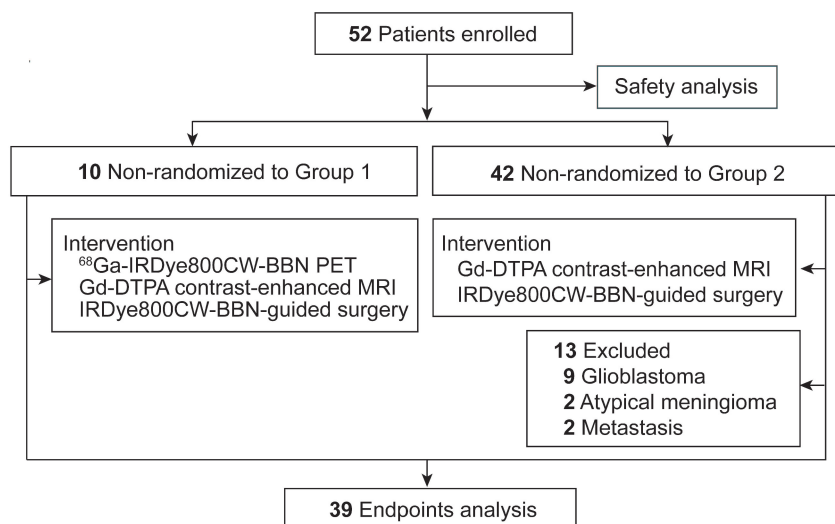 52 Patients enrolled
Safety analysis
10 Non-randomized to Group 1
42 Non-randomized to Group 2
Intervention
⁶⁸Ga-IRDye800CW-BBN PET
Gd-DTPA contrast-enhanced MRI
IRDye800CW-BBN-guided surgery
Intervention
Gd-DTPA contrast-enhanced MRI
IRDye800CW-BBN-guided surgery
13 Excluded
9 Glioblastoma
2 Atypical meningioma
2 Metastasis
39 Endpoints analysis